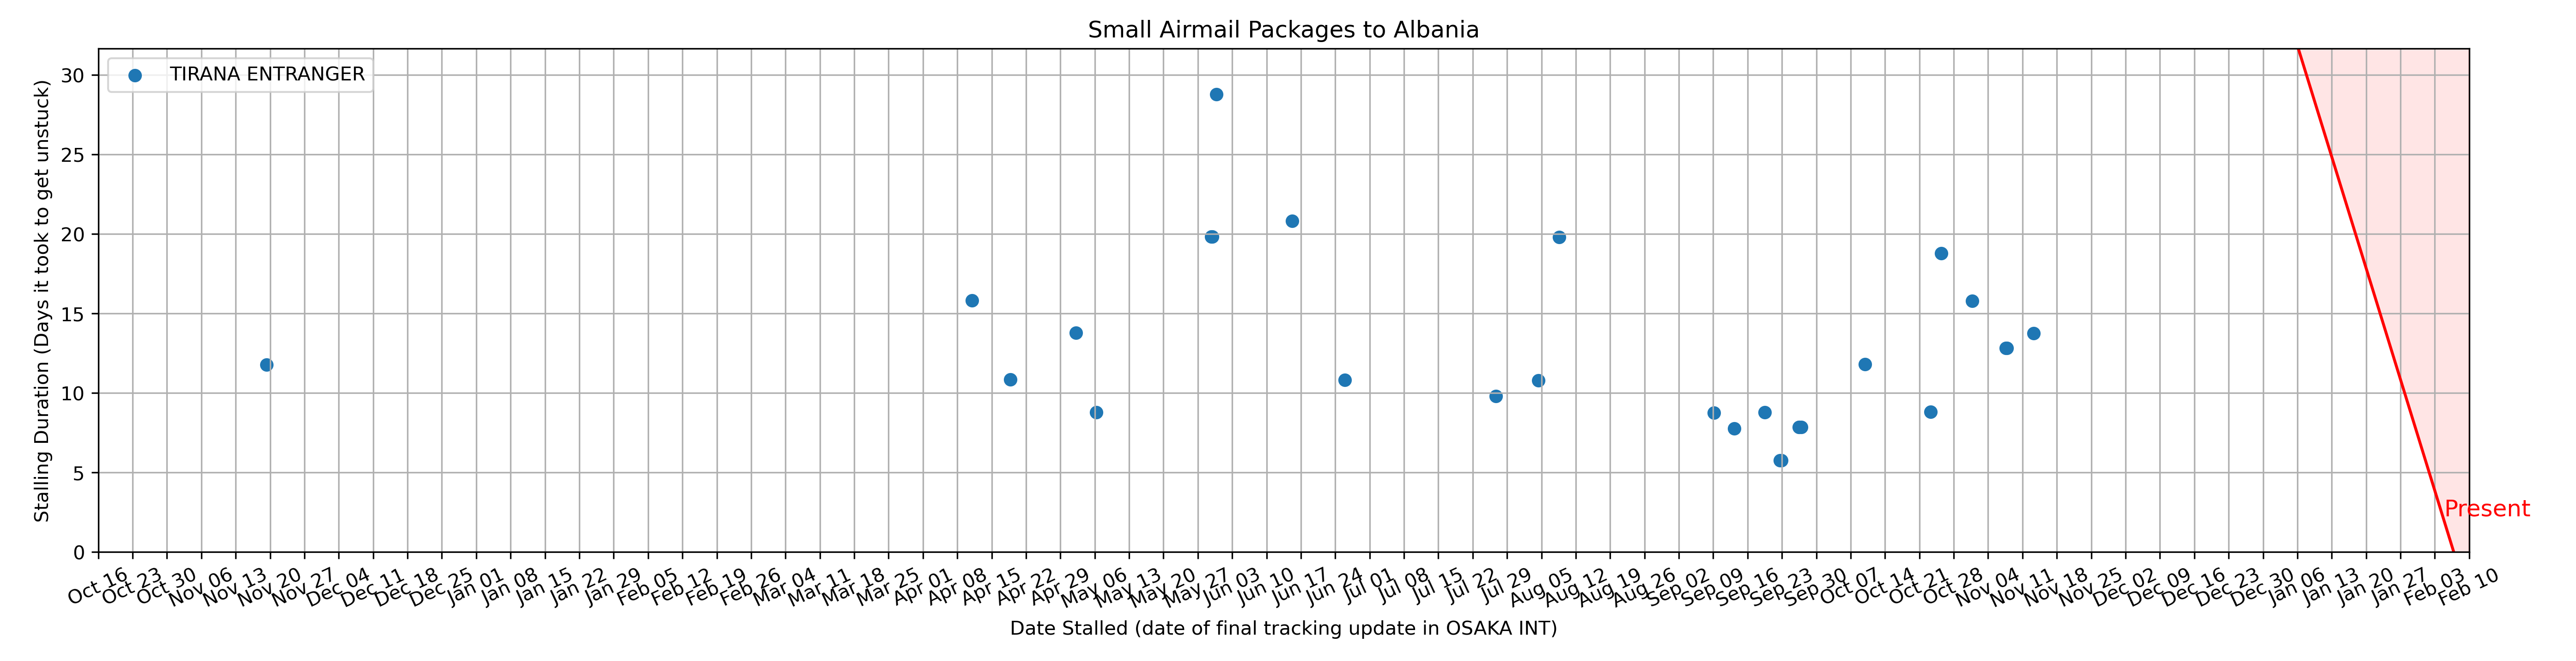 Small Airmail Packages to Albania
TIRANA ENTRANGER
Stalling Duration (Days it took to get unstuck)
30
25
20
15
10
5
0
Present
Oct 16
Oct 23
Oct 30
Nov 06
Nov 13
Nov 20
Nov 27
Dec 04
Dec 11
Dec 18
Dec 25
Jan 01
Jan 08
Jan 15
Jan 22
Jan 29
Feb 05
Feb 12
Feb 19
Feb 26
Mar 04
Mar 11
Mar 18
Mar 25
Apr 01
Apr 08
Apr 15
Apr 22
Apr 29
May 06
May 13
May 20
May 27
Jun 03
Jun 10
Jun 17
Jun 24
Jul 01
Jul 08
Jul 15
Jul 22
Jul 29
Aug 05
Aug 12
Aug 19
Aug 26
Sep 02
Sep 09
Sep 16
Sep 23
Sep 30
Oct 07
Oct 14
Oct 21
Oct 28
Nov 04
Nov 11
Nov 18
Nov 25
Dec 02
Dec 09
Dec 16
Dec 23
Dec 30
Jan 06
Jan 13
Jan 20
Jan 27
Feb 03
Feb 10
Date Stalled (date of final tracking update in OSAKA INT)